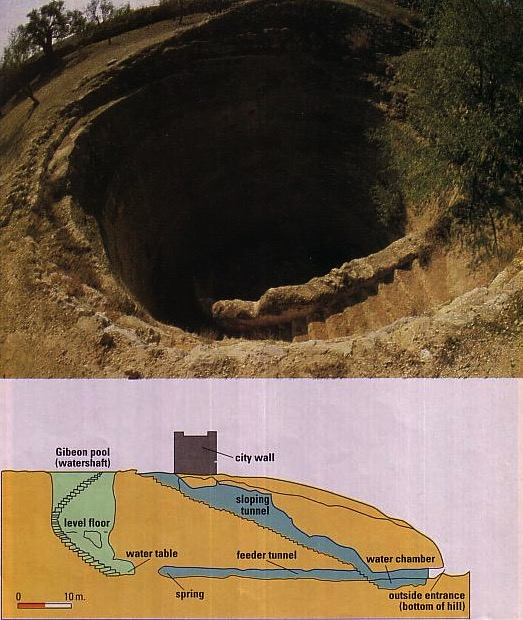 Gibeon pool
(watershaft)
city wall
sloping
tunnel
level floor
water table
feeder tunnel
water chamber
spring
outside entrance
(bottom of hill)
0 10 m.